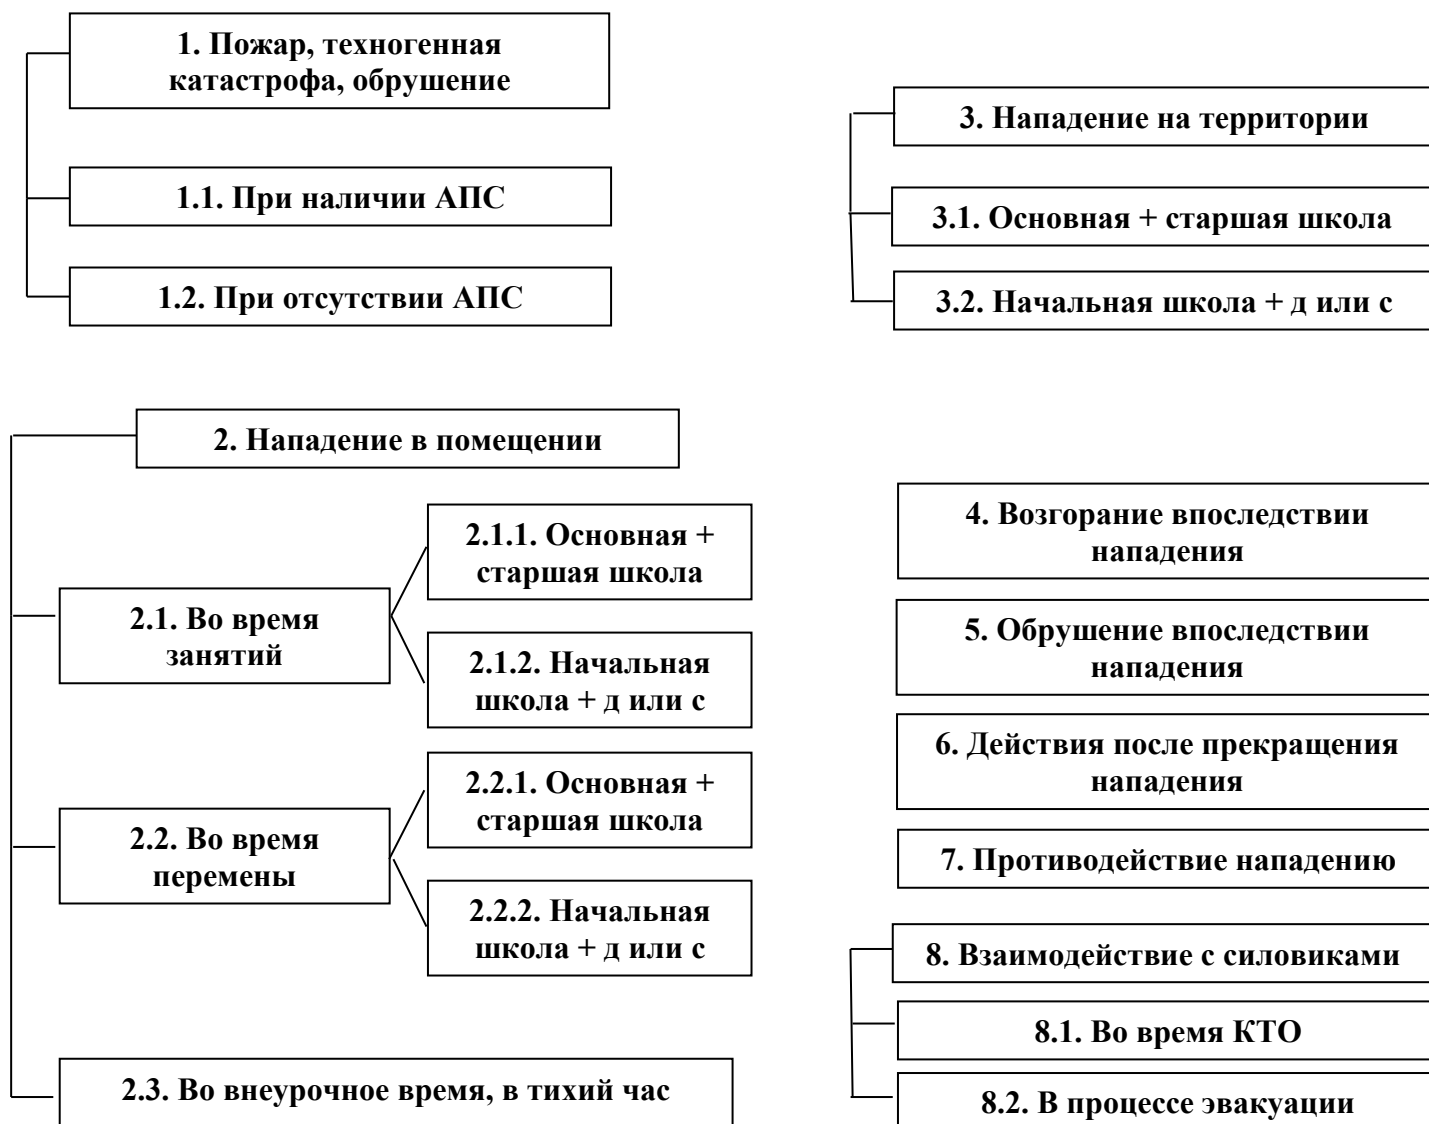 1. Пожар, техногенная
катастрофа, обрушение
1.1. При наличии АПС
1.2. При отсутствии АПС
2. Нападение в помещении
2.1. Во время
занятий
2.1.1. Основная +
старшая школа
2.1.2. Начальная
школа + д или с
2.2. Во время
перемены
2.2.1. Основная +
старшая школа
2.2.2. Начальная
школа + д или с
2.3. Во внеурочное время, в тихий час
3. Нападение на территории
3.1. Основная + старшая школа
3.2. Начальная школа + д или с
4. Возгорание впоследствии
нападения
5. Обрушение впоследствии
нападения
6. Действия после прекращения
нападения
7. Противодействие нападению
8. Взаимодействие с силовиками
8.1. Во время КТО
8.2. В процессе эвакуации